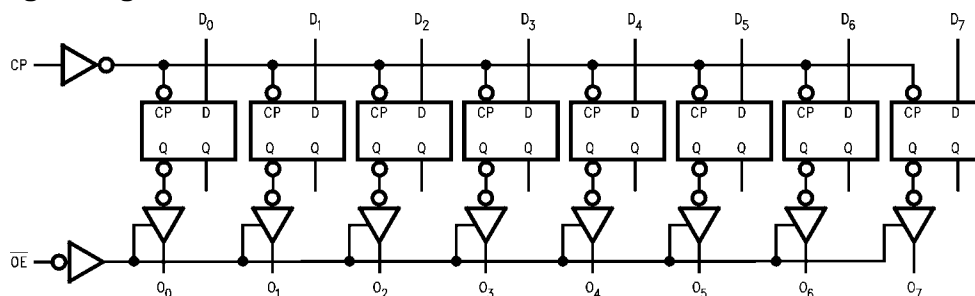 D0 D1 D2 D3 D4 D5 D6 D7
CP
CP D CP D CP D CP D CP D CP D CP D CP D
Q Q Q Q Q Q Q Q Q Q Q Q Q Q Q Q
OE
O0 O1 O2 O3 O4 O5 O6 O7